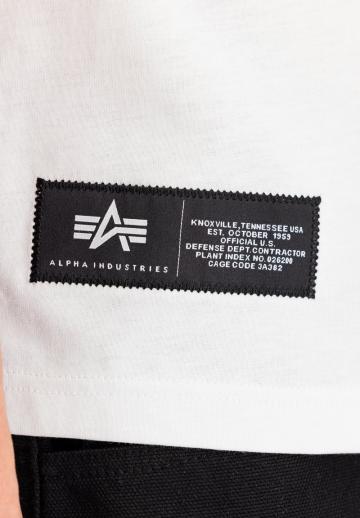 ALPHA INDUSTRIES
KNOXVILLE, TENNESSEE USA
EST. OCTOBER 1959
OFFICIAL U.S.
DEFENSE DEPT. CONTRACTOR
PLANT INDEX NO. 026200
CAGE CODE 3A382